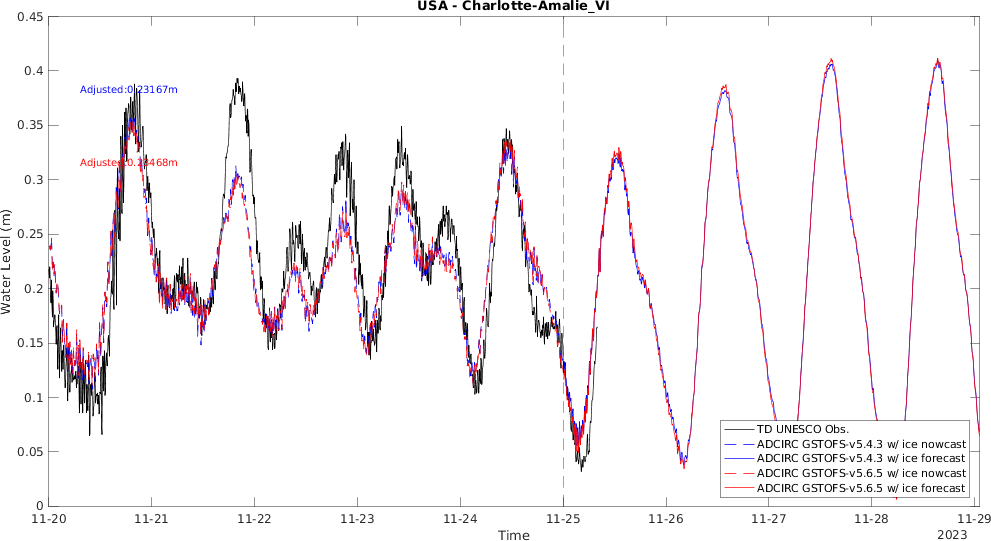 USA - Charlotte-Amalie_VI
0.45
0.4
0.35
0.3
0.25
0.2
0.15
0.1
0.05
0
Water Level (m)
Adjusted:0.23167m
TD UNESCO Obs.
ADCIRC GSTOFS-v5.4.3 w/ ice nowcast
ADCIRC GSTOFS-v5.4.3 w/ ice forecast
ADCIRC GSTOFS-v5.6.5 w/ ice nowcast
ADCIRC GSTOFS-v5.6.5 w/ ice forecast
11-20 11-21 11-22 11-23 11-24 11-25 11-26 11-27 11-28 11-29
Time
2023